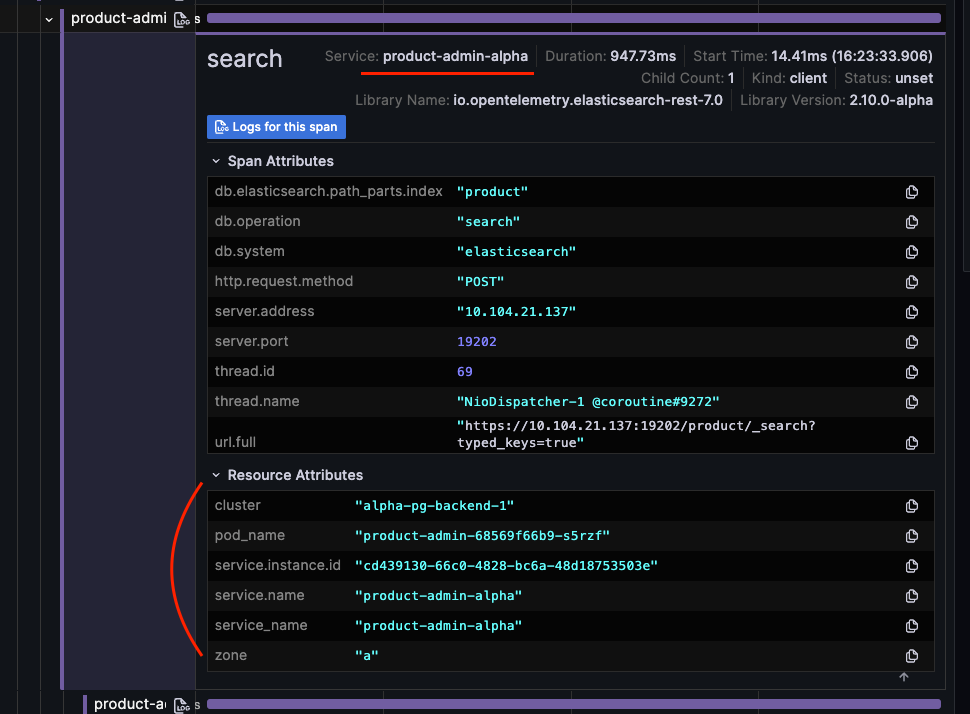 product-admi LOG s
search
Service: product-admin-alpha Duration: 947.73ms Start Time: 14.41ms (16:23:33.906)
Child Count: 1 Kind: client Status: unset
Library Name: io.opentelemetry.elasticsearch-rest-7.0 Library Version: 2.10.0-alpha
LOG Logs for this span
Span Attributes
db.elasticsearch.path_parts.index "product"
db.operation "search"
db.system "elasticsearch"
http.request.method "POST"
server.address "10.104.21.137"
server.port 19202
thread.id 69
thread.name "NioDispatcher-1 @coroutine#9272"
url.full "https://10.104.21.137:19202/product/_search?
typed_keys=true"
Resource Attributes
cluster "alpha-pg-backend-1"
pod_name "product-admin-68569f66b9-s5rzf"
service.instance.id "cd439130-66c0-4828-bc6a-48d18753503e"
service.name "product-admin-alpha"
service_name "product-admin-alpha"
zone "a"
product-a LOG s